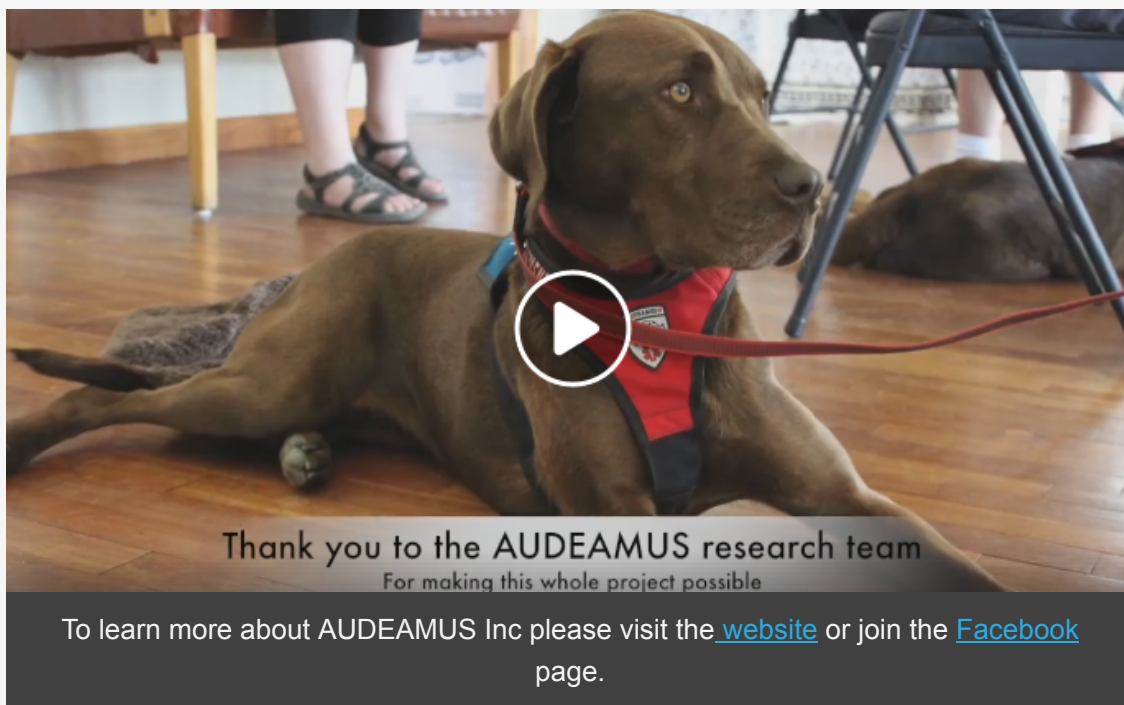 Thank you to the AUDEAMUS research team
For making this whole project possible
To learn more about AUDEAMUS Inc please visit the website or join the Facebook
page.